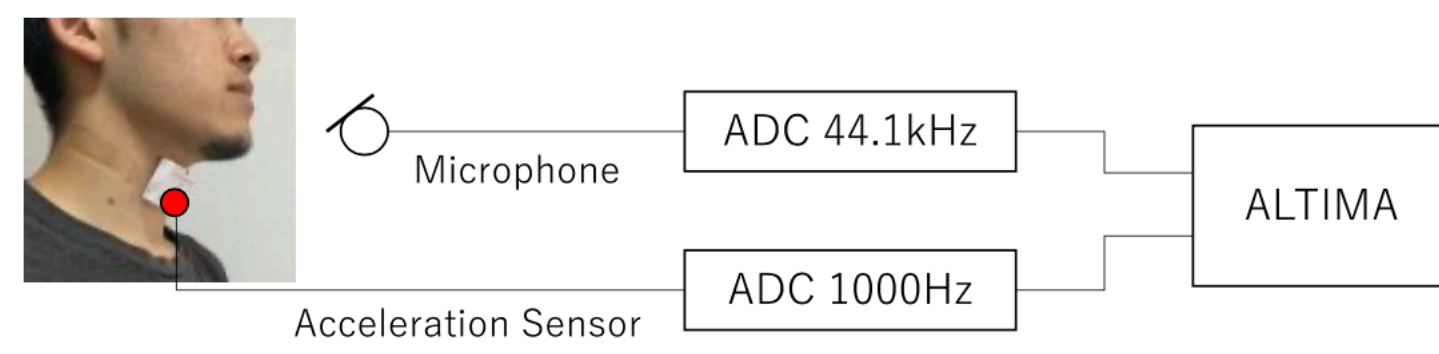 ADC 44.1kHz
Microphone
ALTIMA
ADC 1000Hz
Acceleration Sensor